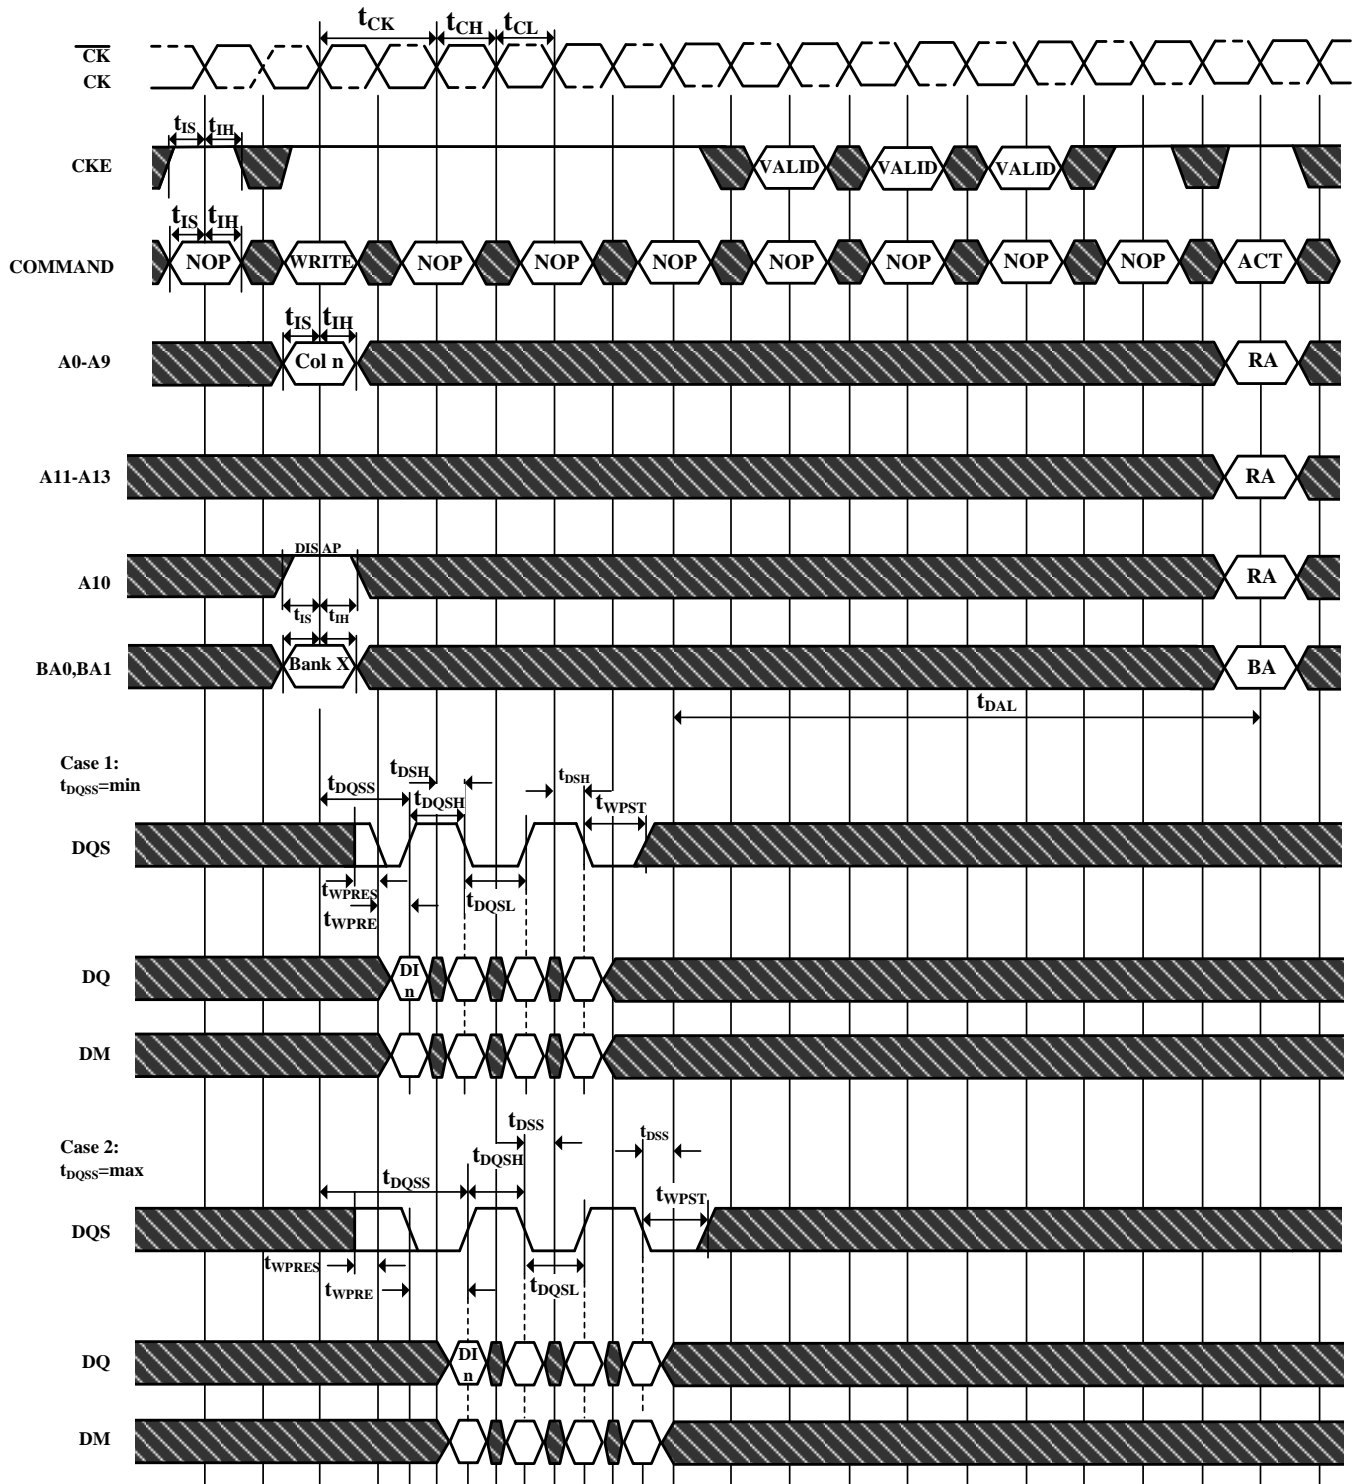 tCK tCH tCL
CK
CK
tIS tIH
CKE VALID VALID VALID
tIS tIH
COMMAND NOP WRITE NOP NOP NOP NOP NOP NOP NOP ACT
tIS tIH
A0-A9 Col n RA
A11-A13 RA
DIS AP
A10 RA
tIS tIH
BA0,BA1 Bank X BA
tDAL
Case 1:
tDQSS=min
tDSH tDSH
tDQSS tDQSH tWPST
DQS
tWPRES tDQSL
tWPRE
DQ DI
n
DM
tDSS tDSS
Case 2:
tDQSS=max
tDQSH
tDQSS tWPST
DQS
tWPRES
tWPRE tDQSL
DQ DI
n
DM